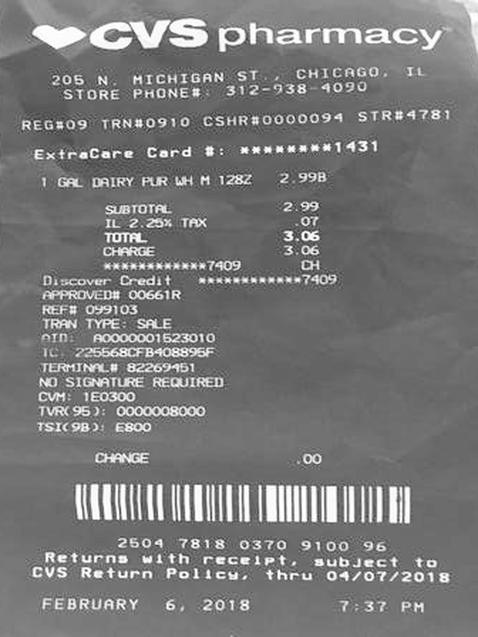 CVS pharmacy
205 N. MICHIGAN ST., CHICAGO, IL
STORE PHONE#: 312-938-4090
REG#09 TRN#0910 CSHR#0000094 STR#4781
ExtraCare Card #: ********1431
1 GAL DAIRY PUR WH M 128Z 2.99B
SUBTOTAL 2.99
IL 2.25% TAX .07
TOTAL 3.06
CHARGE 3.06
************7409 CH
Discover Credit ************7409
APPROVED# 00661R
REF# 099103
TRAN TYPE: SALE
AID: A0000001523010
TC: 225568CFB408895F
TERMINAL# 82269451
NO SIGNATURE REQUIRED
CVM: 1E0300
TVR(95): 0000008000
TSI(9B): E800
CHANGE .00
2504 7818 0370 9100 96
Returns with receipt, subject to
CVS Return Policy, thru 04/07/2018
FEBRUARY 6, 2018 7:37 PM